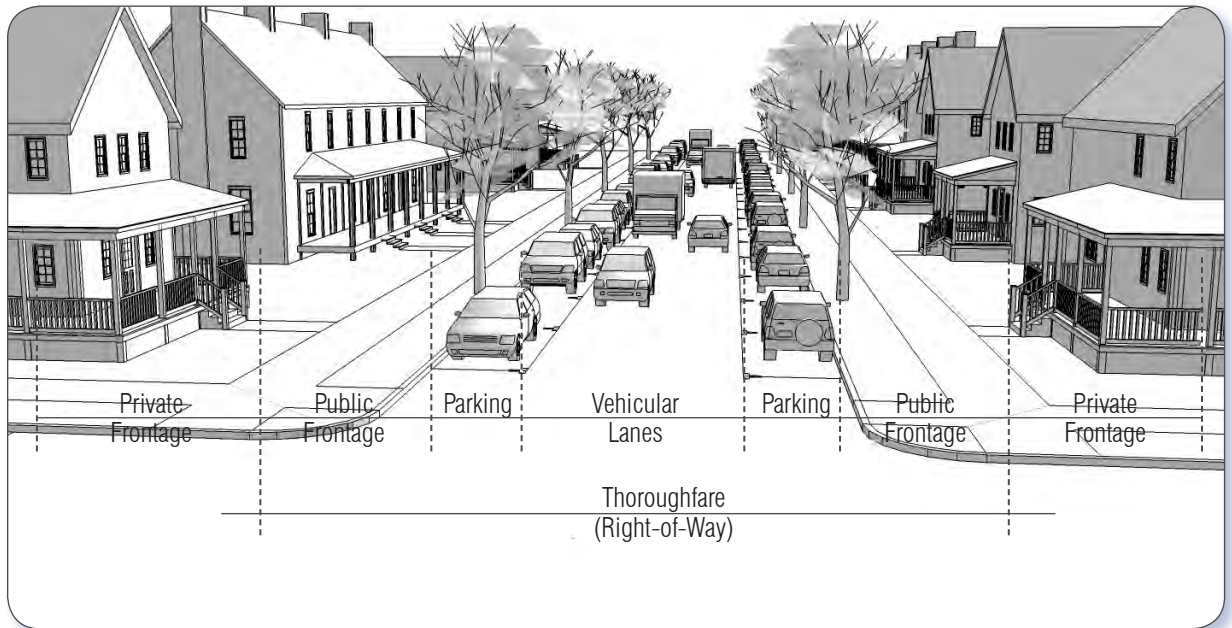 Private
Frontage
Public
Frontage
Parking
Vehicular
Lanes
Parking
Public
Frontage
Private
Frontage
Thoroughfare
(Right-of-Way)